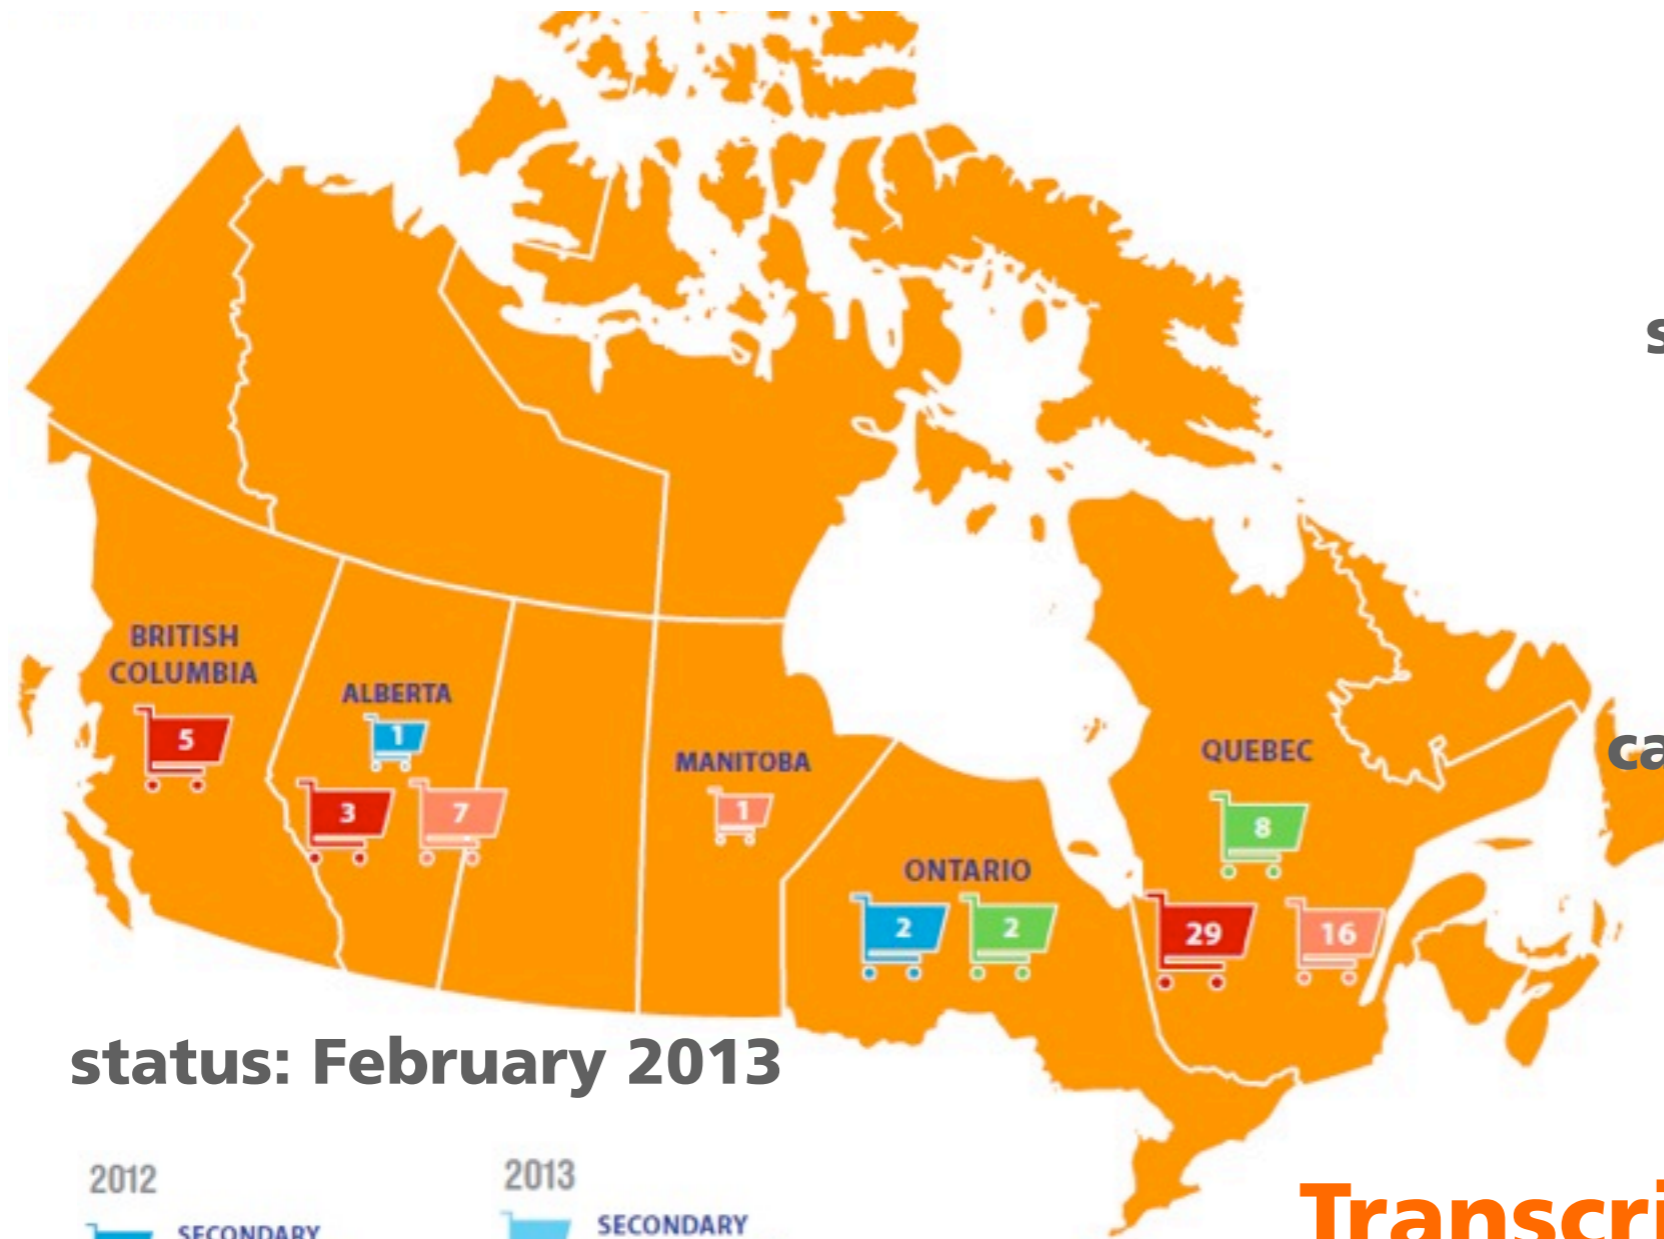 BRITISH
COLUMBIA
5
ALBERTA
1
3 7
MANITOBA
1
ONTARIO
2 2
QUEBEC
8
29 16
status: February 2013
2012
SECONDARY
2013
SECONDARY